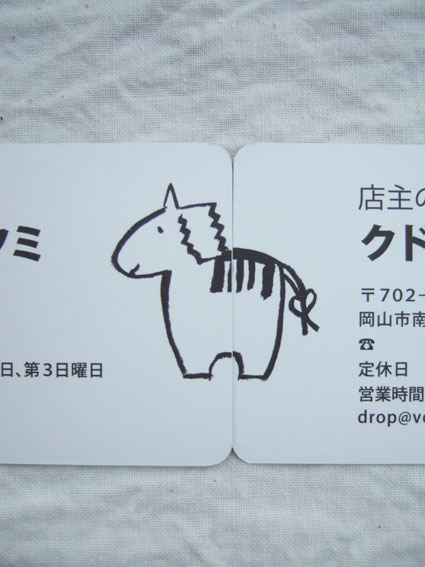 ツミ
日、第3日曜日
店主の
クド
〒702-
岡山市南
☎
定休日
営業時間
drop@v